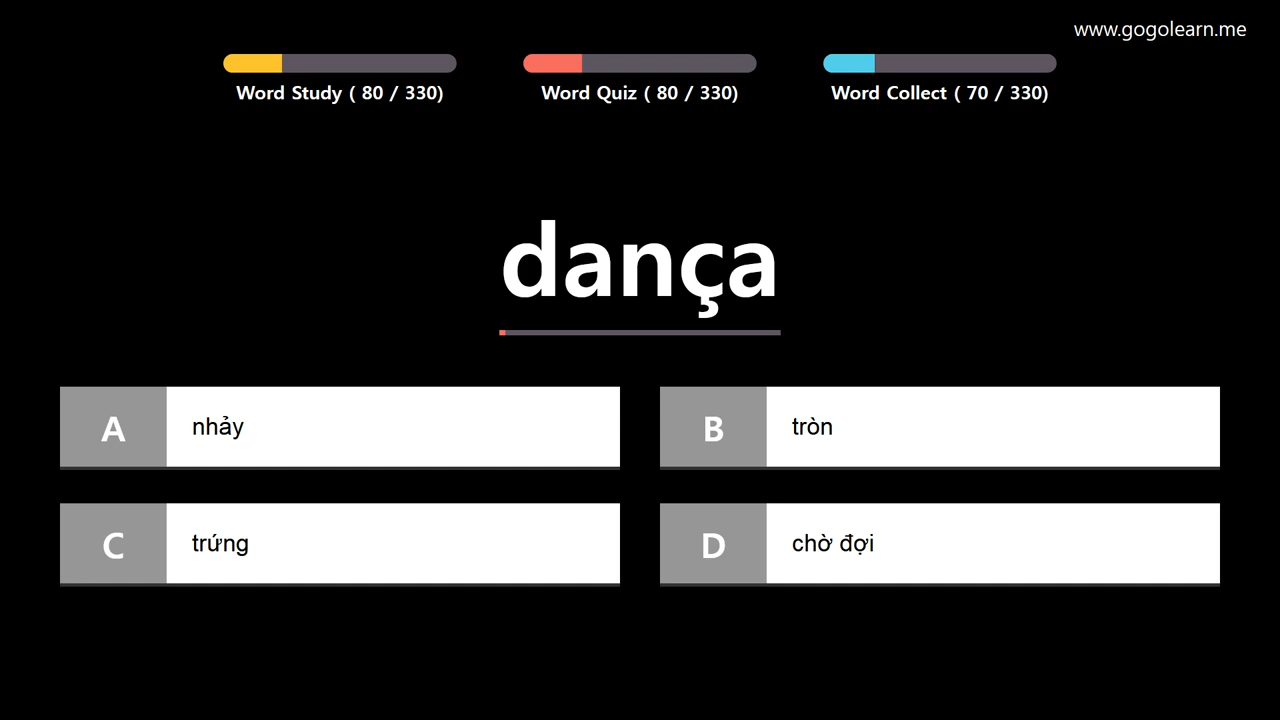 www.gogolearn.me
Word Study ( 80 / 330)
Word Quiz ( 80 / 330)
Word Collect ( 70 / 330)
dança
A nhảy
B tròn
C trứng
D chờ đợi